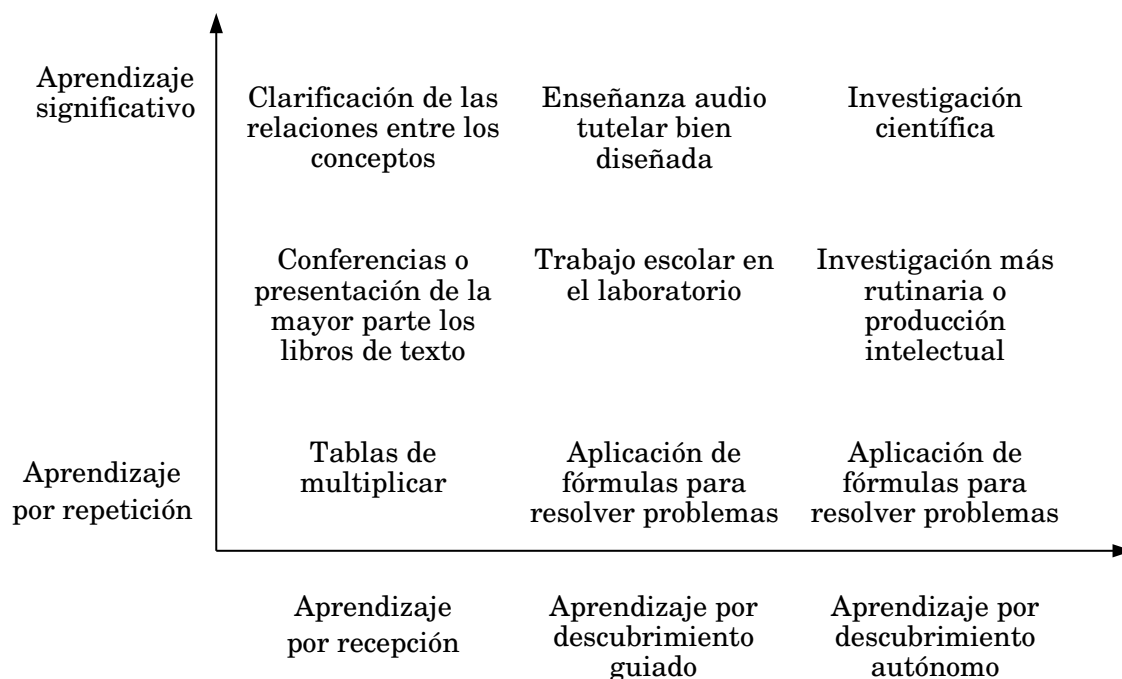 Aprendizaje
significativo
Clarificación de las
relaciones entre los
conceptos
Enseñanza audio
tutelar bien
diseñada
Investigación
científica
Conferencias o
presentación de la
mayor parte los
libros de texto
Trabajo escolar en
el laboratorio
Investigación más
rutinaria o
producción
intelectual
Aprendizaje
por repetición
Tablas de
multiplicar
Aplicación de
fórmulas para
resolver problemas
Aplicación de
fórmulas para
resolver problemas
Aprendizaje
por recepción
Aprendizaje por
descubrimiento
guiado
Aprendizaje por
descubrimiento
autónomo